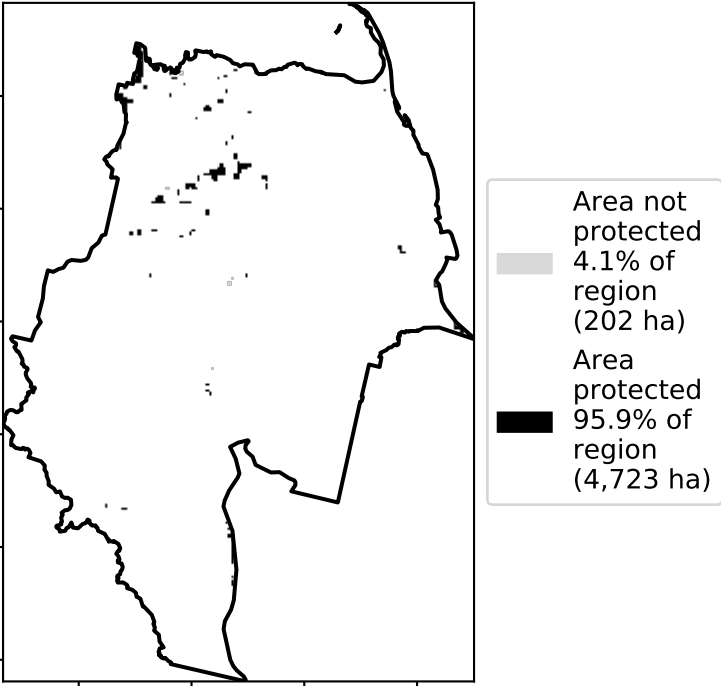 Area not
protected
4.1% of
region
(202 ha)
Area
protected
95.9% of
region
(4,723 ha)